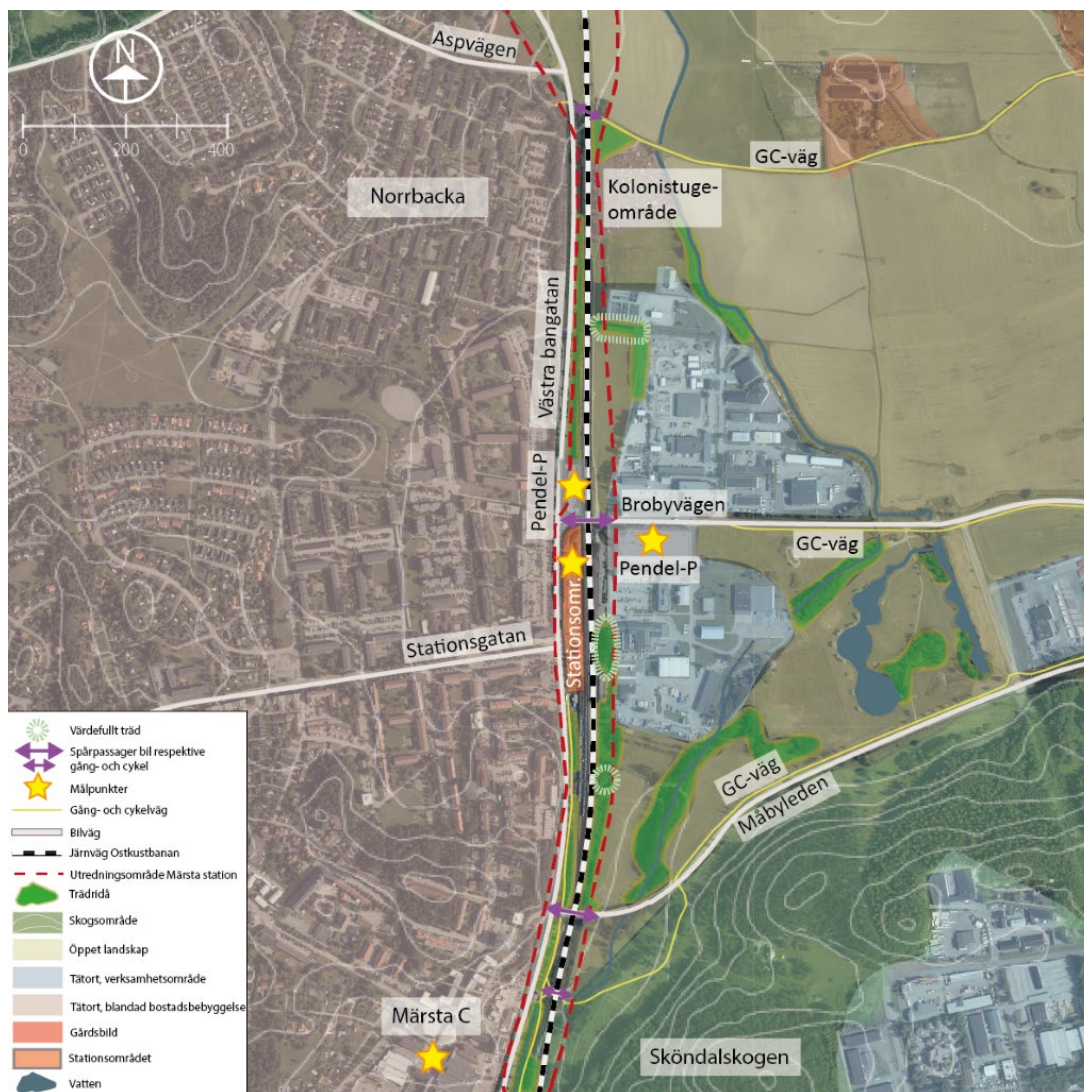 Aspvägen
N
0
200
400
GC-väg
Norrbacka
Kolonistuge-
område
Västra bangatan
Pendel-P
Brobyvägen
GC-väg
Pendel-P
Stationsomr.
Stationsgatan
GC-väg
Måbyleden
Märsta C
Sköndalskogen
Värdefullt träd
Spårpassager bil respektive
gång- och cykel
Målpunkter
Gång- och cykelväg
Bilväg
Järnväg Ostkustbanan
Utredningsområde Märsta station
Trädridå
Skogsområde
Öppet landskap
Tätort, verksamhetsområde
Tätort, blandad bostadsbebyggelse
Gårdsbild
Stationsområdet
Vatten